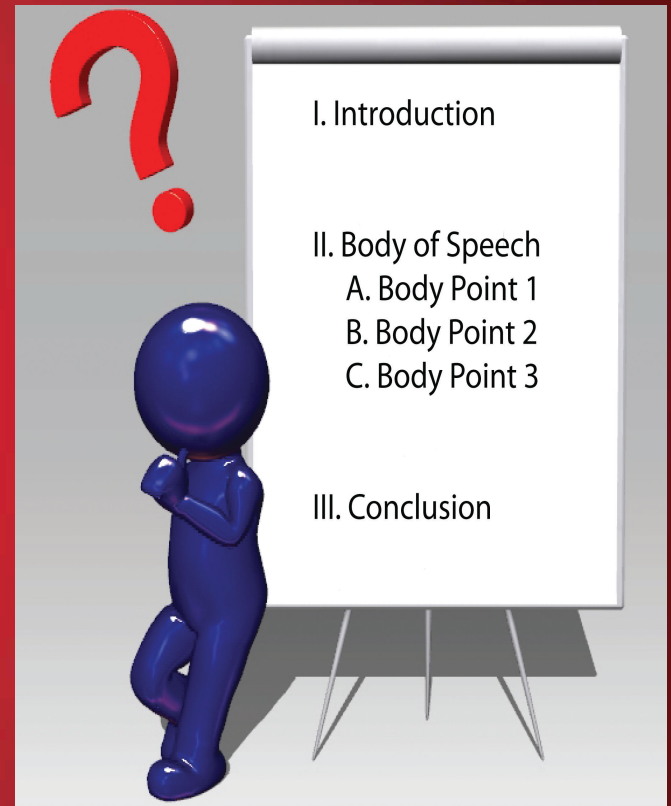 I. Introduction
II. Body of Speech
A. Body Point 1
B. Body Point 2
C. Body Point 3
III. Conclusion